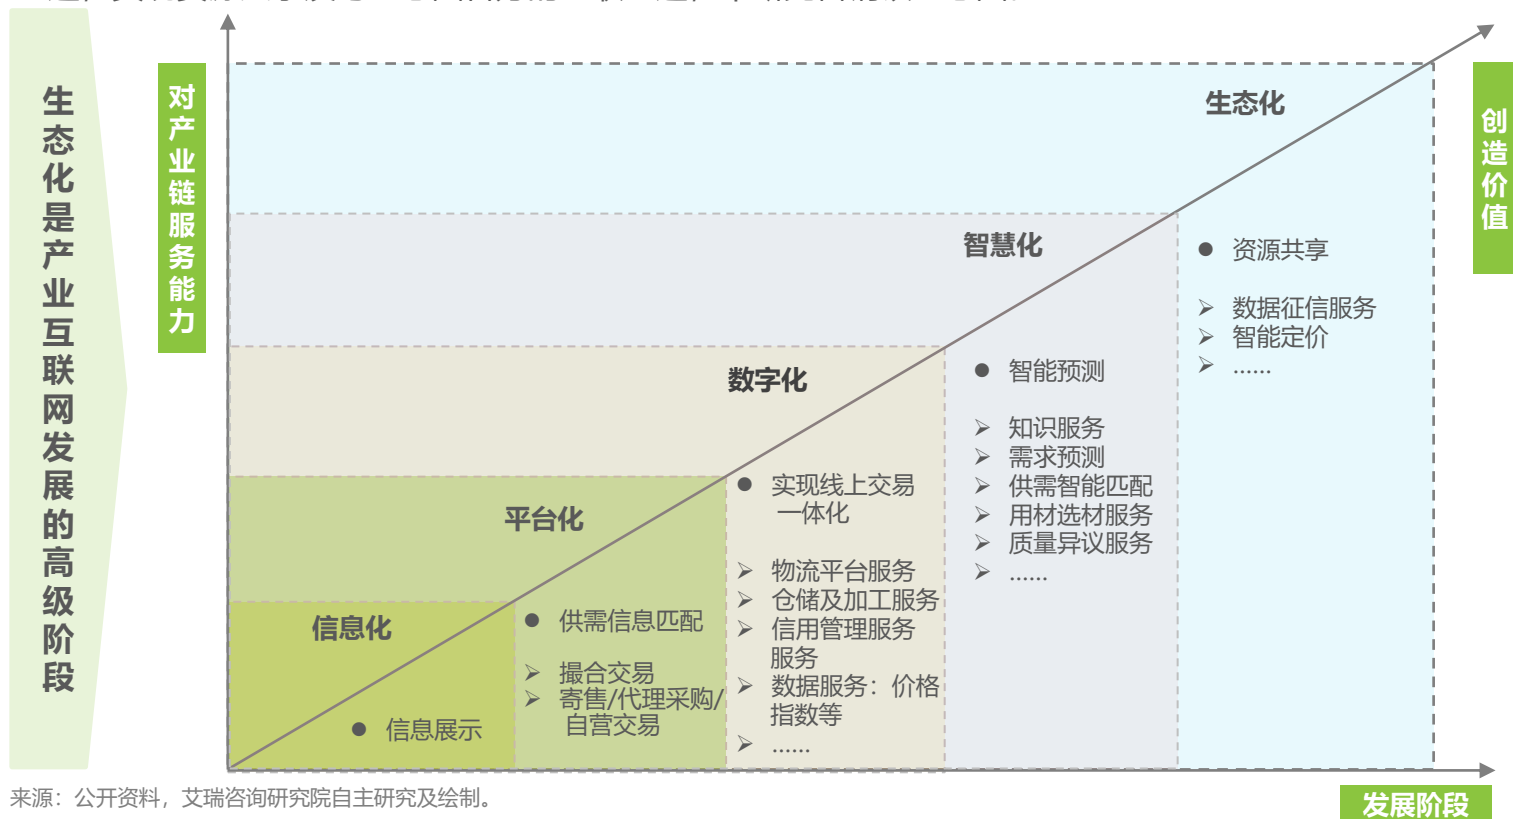 生态化是产业互联网发展的高级阶段
对产业链服务能力
创造价值
生态化
资源共享
数据征信服务
智能定价
......
智慧化
智能预测
知识服务
需求预测
供需智能匹配
用材选材服务
质量异议服务
......
数字化
实现线上交易
一体化
物流平台服务
仓储及加工服务
信用管理服务
服务
数据服务：价格
指数等
......
平台化
供需信息匹配
撮合交易
寄售/代理采购/
自营交易
信息化
信息展示
来源：公开资料，艾瑞咨询研究院自主研究及绘制。
发展阶段